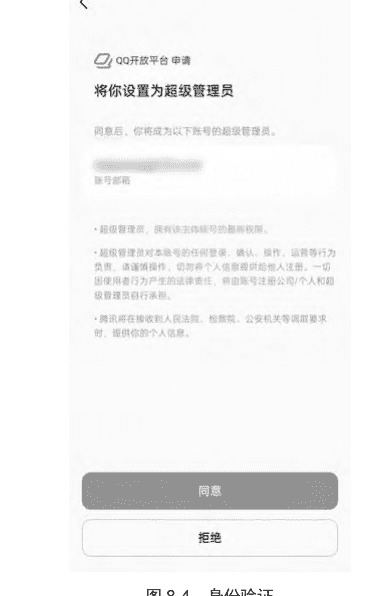 QQ开放平台 申请
将你设置为超级管理员
同意后，你将成为以下账号的超级管理员。
账号邮箱
• 超级管理员，拥有该主体账号的最高权限。
• 超级管理员对本账号的任何登录、确认、操作、运营等行为
负责，请谨慎操作，切勿将个人信息提供给他人注册。一切
因使用者行为产生的法律责任，将由账号注册公司/个人和超
级管理员自行承担。
• 腾讯将在接收到人民法院、检察院、公安机关等调取要求
时，提供你的个人信息。
同意
拒绝
图 8-4 身份验证